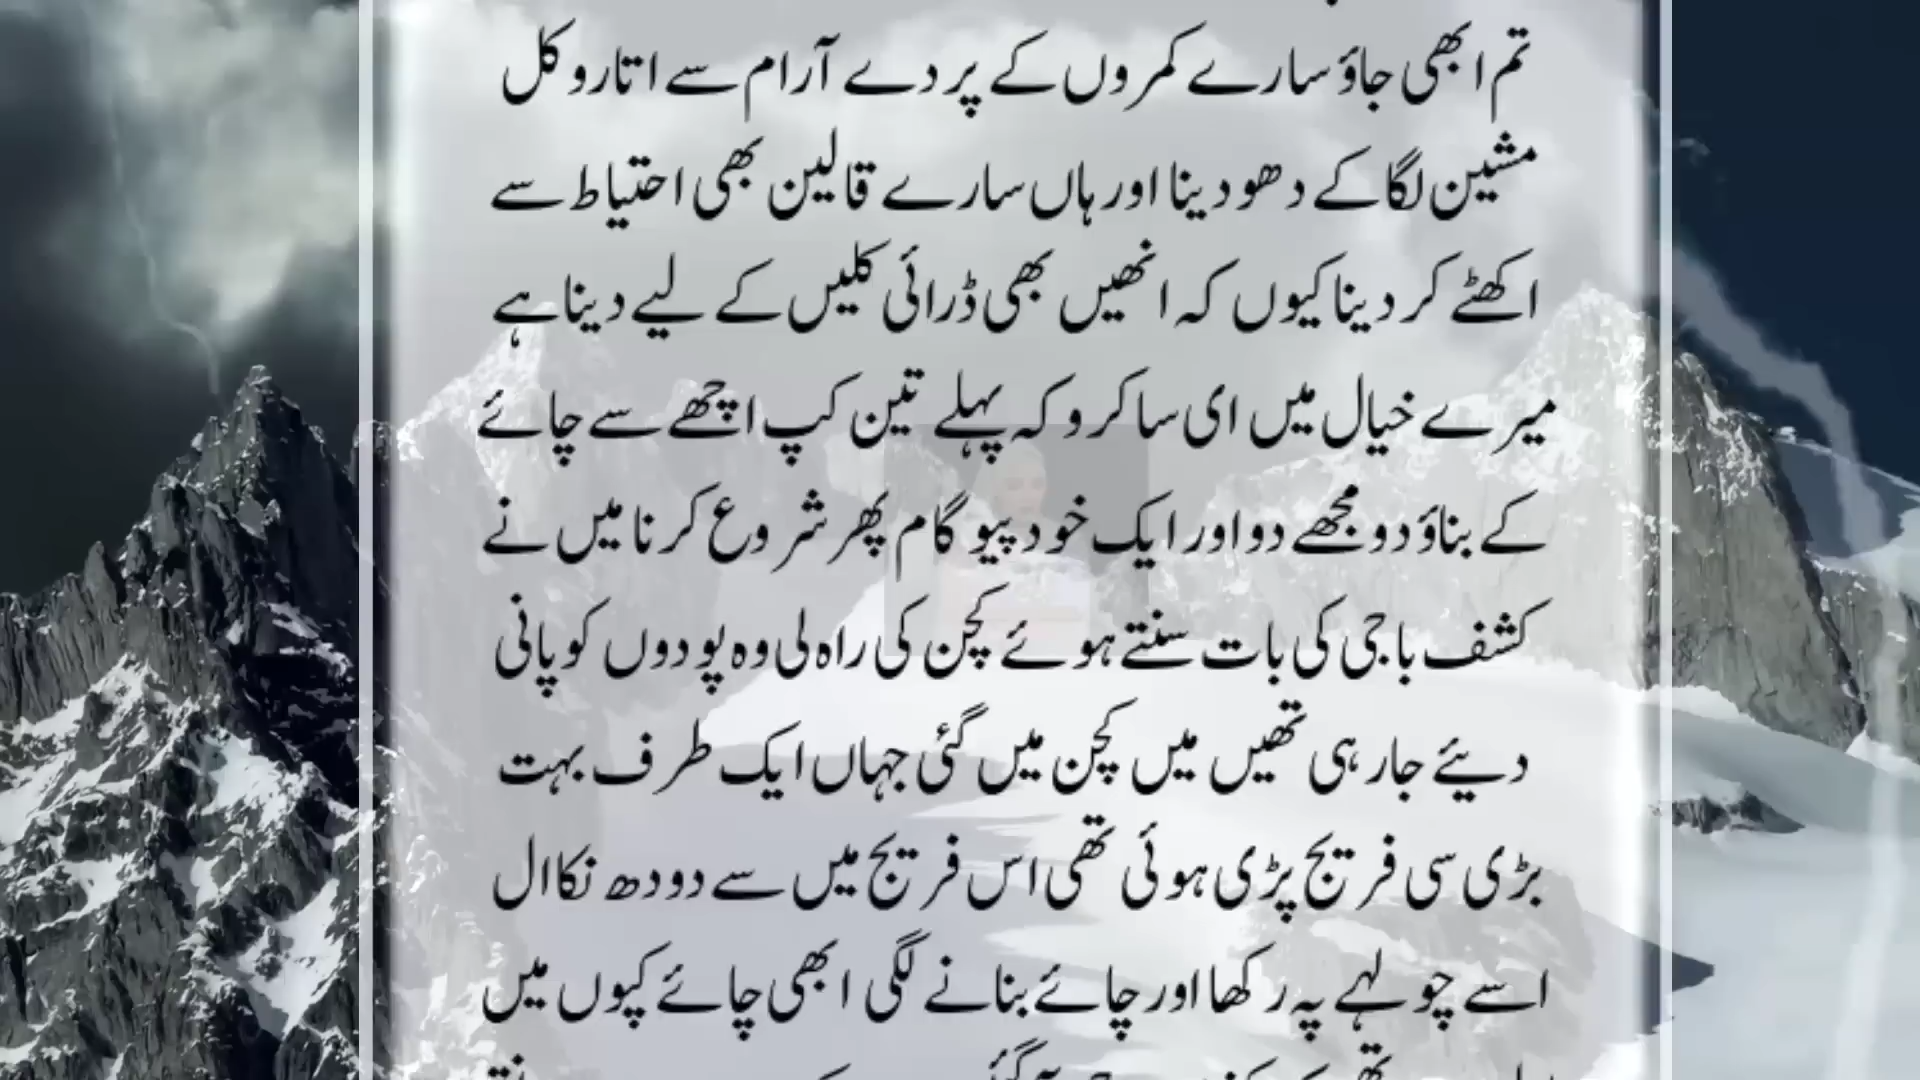 تم ابھی جاؤ سارے کمروں کے پردے آرام سے اتارو کل
مشین لگا کے دھو دینا اور ہاں سارے قالین بھی احتیاط سے
اکھٹے کر دینا کیوں کہ انھیں بھی ڈرائی کلیس کے لیے دینا ہے
میرے خیال میں ای سا کرو کہ پہلے تین کپ اچھے سے چائے
کے بناؤ دو مجھے دو اور ایک خود پیو گام پھر شروع کرنا میں نے
کشف باجی کی بات سنتے ہوئے کچن کی راہ لی وہ پودوں کو پانی
دیئے جا رہی تھیں میں کچن میں گئی جہاں ایک طرف بہت
بڑی سی فریج پڑی ہوئی تھی اس فریج میں سے دودھ نکاال
اسے چولہے پہ رکھا اور چائے بنانے لگی ابھی چائے کپوں میں